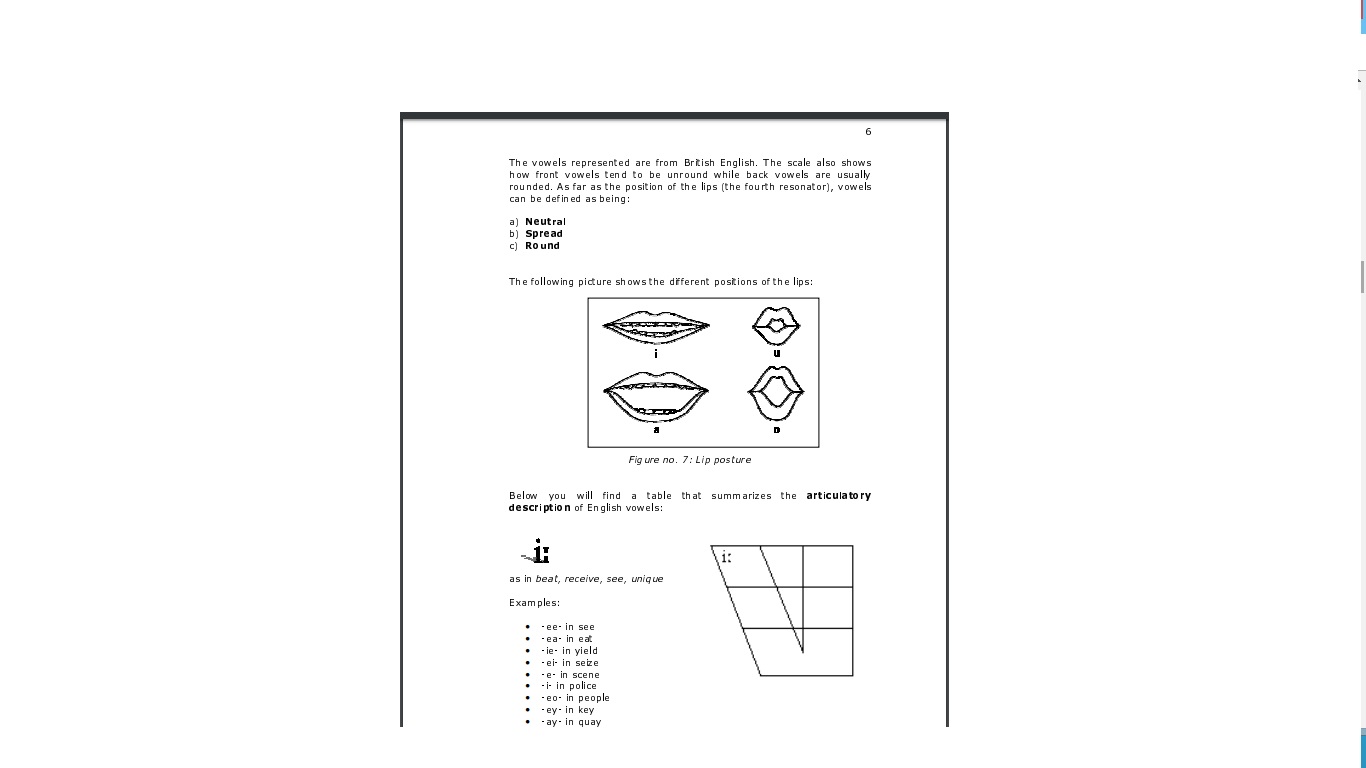 6
The vowels represented are from British English. The scale also shows
how front vowels tend to be unround while back vowels are usually
rounded. As far as the position of the lips (the fourth resonator), vowels
can be defined as being:
a) Neutral
b) Spread
c) Round
The following picture shows the different positions of the lips:
i u
a ɒ
Figure no. 7: Lip posture
Below you will find a table that summarizes the articulatory
description of English vowels:
i:
i:
as in beat, receive, see, unique
Examples:
• -ee- in see
• -ea- in eat
• -ie- in yield
• -ei- in seize
• -e- in scene
• -i- in police
• -eo- in people
• -ey- in key
• -ay- in quay